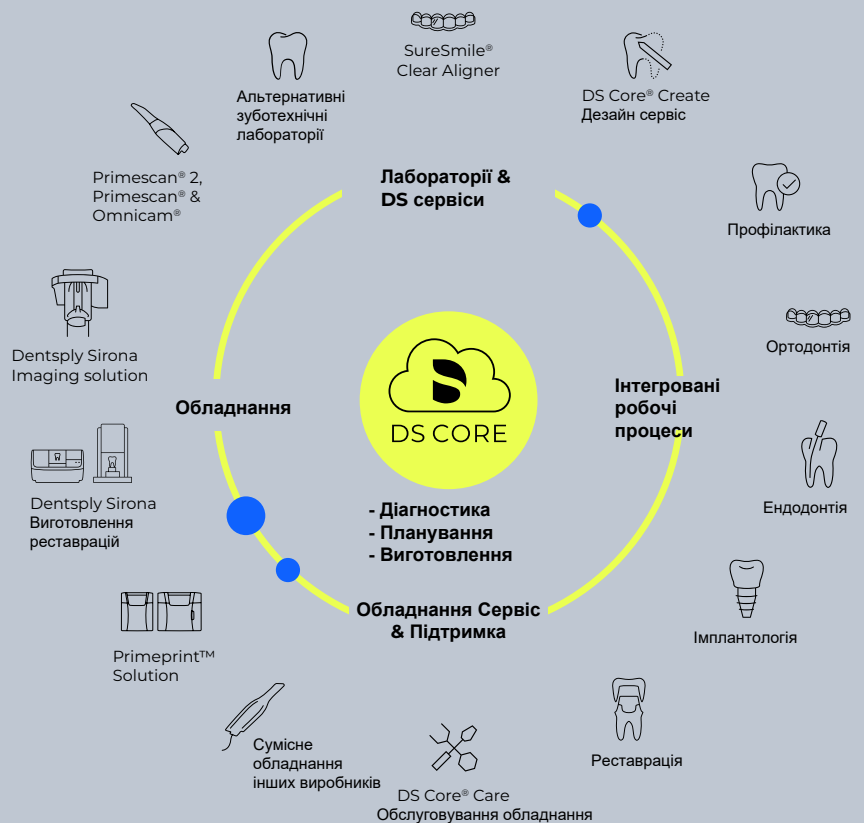 SureSmile®
Clear Aligner
Альтернативні
зуботехнічні
лабораторії
DS Core® Create
Дезайн сервіс
Primescan® 2,
Primescan® &
Omnicam®
Лабораторії &
DS сервіси
Профілактика
Dentsply Sirona
Imaging solution
Ортодонтія
Обладнання
Інтегровані
робочі
процеси
DS CORE
Dentsply Sirona
Виготовлення
реставрацій
Ендодонтія
- Діагностика
- Планування
- Виготовлення
Обладнання Сервіс
& Підтримка
Імплантологія
Primeprint™
Solution
Сумісне
обладнання
інших виробників
Реставрація
DS Core® Care
Обслуговування обладнання